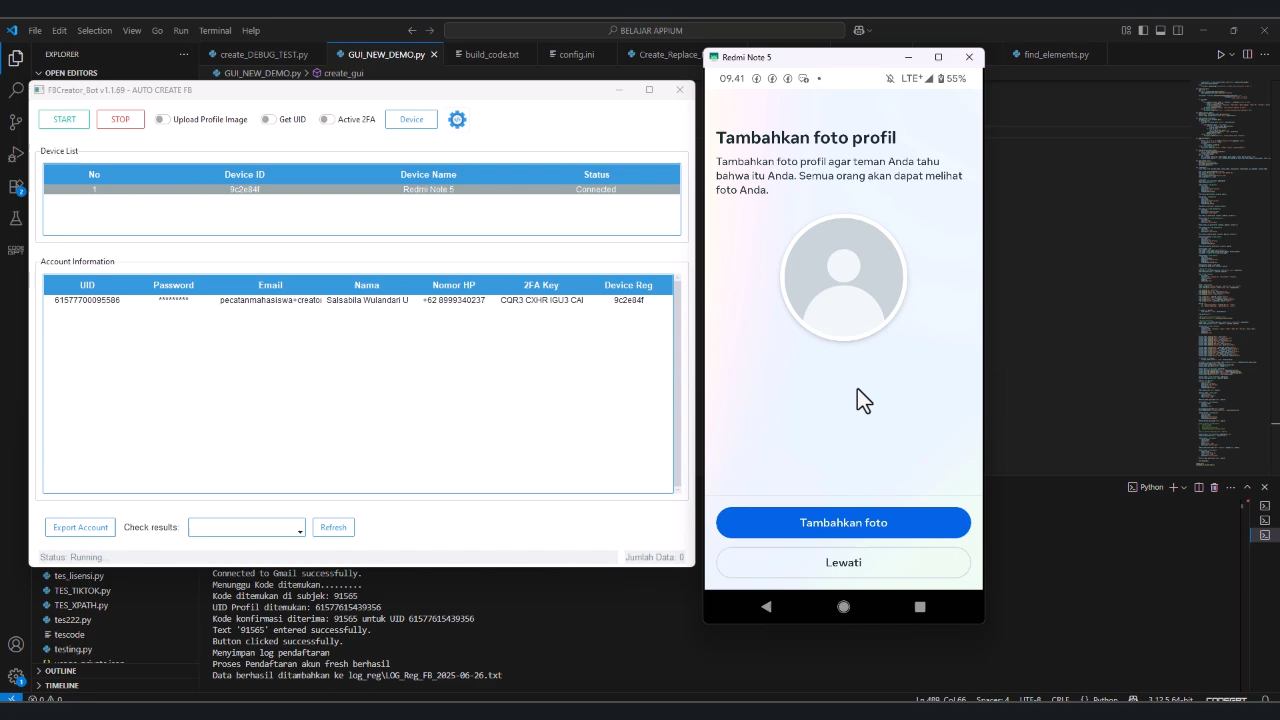 File Edit Selection View Go Run Terminal Help
BELAJAR APPIUM
EXPLORER
OPEN EDITORS
create_DEBUG_TEST.py
GUI_NEW_DEMO.py
build_code.txt
config.ini
Create_Replace_
find_elements.py
GUI_NEW_DEMO.py > create_gui
FBCreator_Bot v1.1.69 - AUTO CREATE FB
START STOP Upload Profile Image Get UID Active 2FA Device
Device List
No Device ID Device Name Status
1 9c2e84f Redmi Note 5 Connected
Account Information
UID Password Email Name Nomor HP 2FA Key Device Reg
61577700095586 ********* pecatanmahasiswa+creator Salsabila Wulandari U +62 8999340237 9c2e84f
Export Account Check results: Refresh
Status: Running... Jumlah Data: 0
Redmi Note 5
09.41 LTE+ 55%
Tambahkan foto profil
Tambahkan foto profil agar teman Anda tahu
bahwa itu Anda. Semua orang akan dapat melihat
foto Anda.
Tambahkan foto
Lewati
Python
tes_lisensi.py
TES_TIKTOK.py
TES_XPATH.py
tes222.py
tescode
testing.py
OUTLINE
TIMELINE
Connected to Gmail successfully.
Menunggu Kode ditemukan.........
Kode ditemukan di subjek: 91565
UID Profil ditemukan: 61577615439356
Kode konfirmasi diterima: 91565 untuk UID 61577615439356
Text '91565' entered successfully.
Button clicked successfully.
Menyimpan log pendaftaran
Proses Pendaftaran akun fresh berhasil
Data berhasil ditambahkan ke log_reg\LOG_Reg_FB_2025-06-26.txt